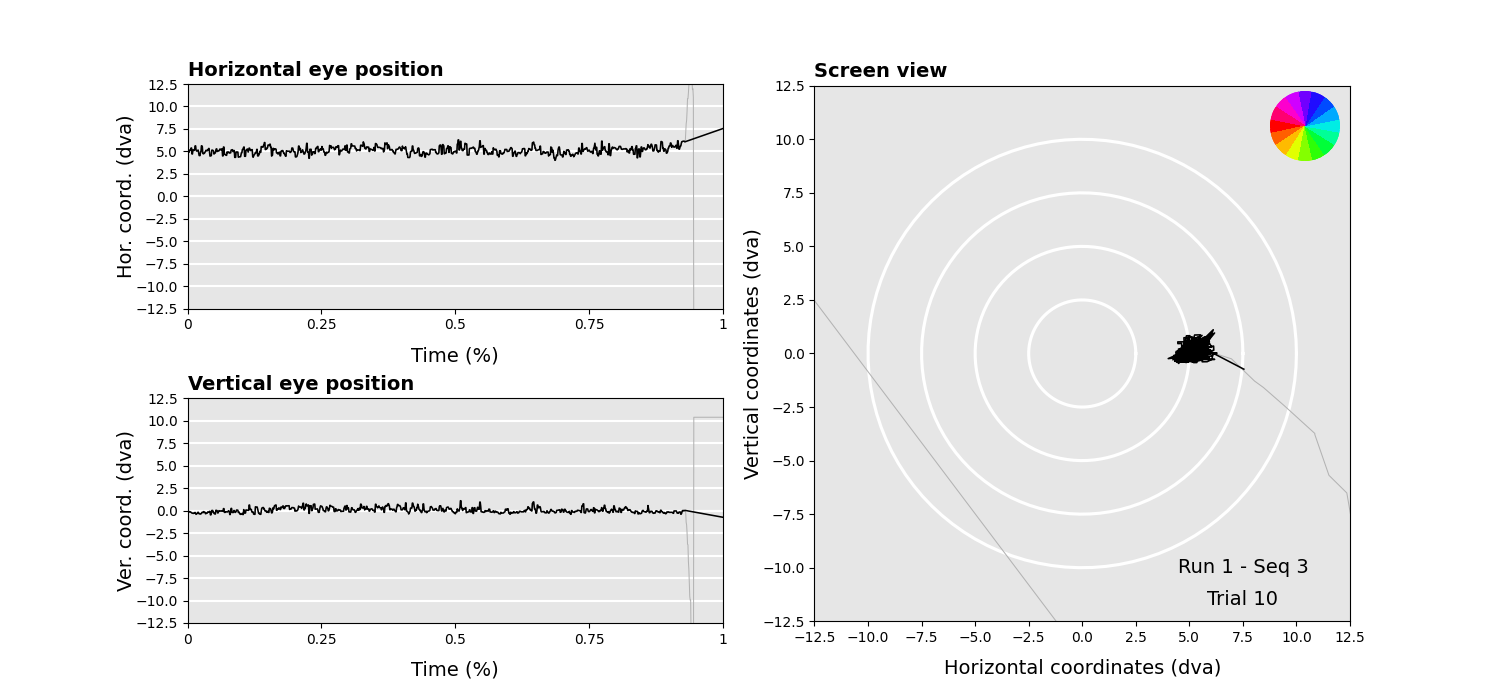 Horizontal eye position
Hor. coord. (dva)
12.5
10.0
7.5
5.0
2.5
0.0
−2.5
−5.0
−7.5
−10.0
−12.5
0 0.25 0.5 0.75 1
Time (%)
Vertical eye position
Ver. coord. (dva)
12.5
10.0
7.5
5.0
2.5
0.0
−2.5
−5.0
−7.5
−10.0
−12.5
0 0.25 0.5 0.75 1
Time (%)
Screen view
Vertical coordinates (dva)
12.5
10.0
7.5
5.0
2.5
0.0
−2.5
−5.0
−7.5
−10.0
−12.5
Run 1 - Seq 3
Trial 10
−12.5 −10.0 −7.5 −5.0 −2.5 0.0 2.5 5.0 7.5 10.0 12.5
Horizontal coordinates (dva)